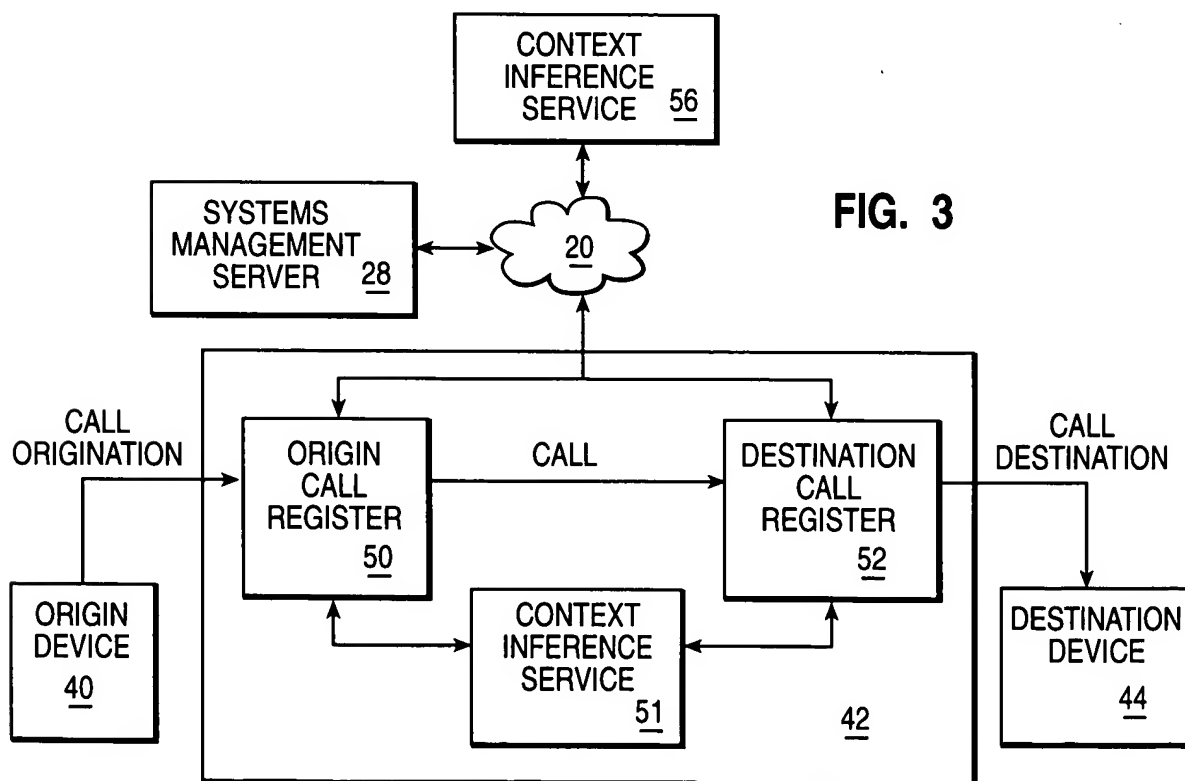 CONTEXT
INFERENCE
SERVICE
56
FIG. 3
SYSTEMS
MANAGEMENT
SERVER
28
20
CALL
ORIGINATION
ORIGIN
CALL
REGISTER
50
CALL
DESTINATION
CALL
REGISTER
52
CALL
DESTINATION
ORIGIN
DEVICE
40
CONTEXT
INFERENCE
SERVICE
51
42
DESTINATION
DEVICE
44